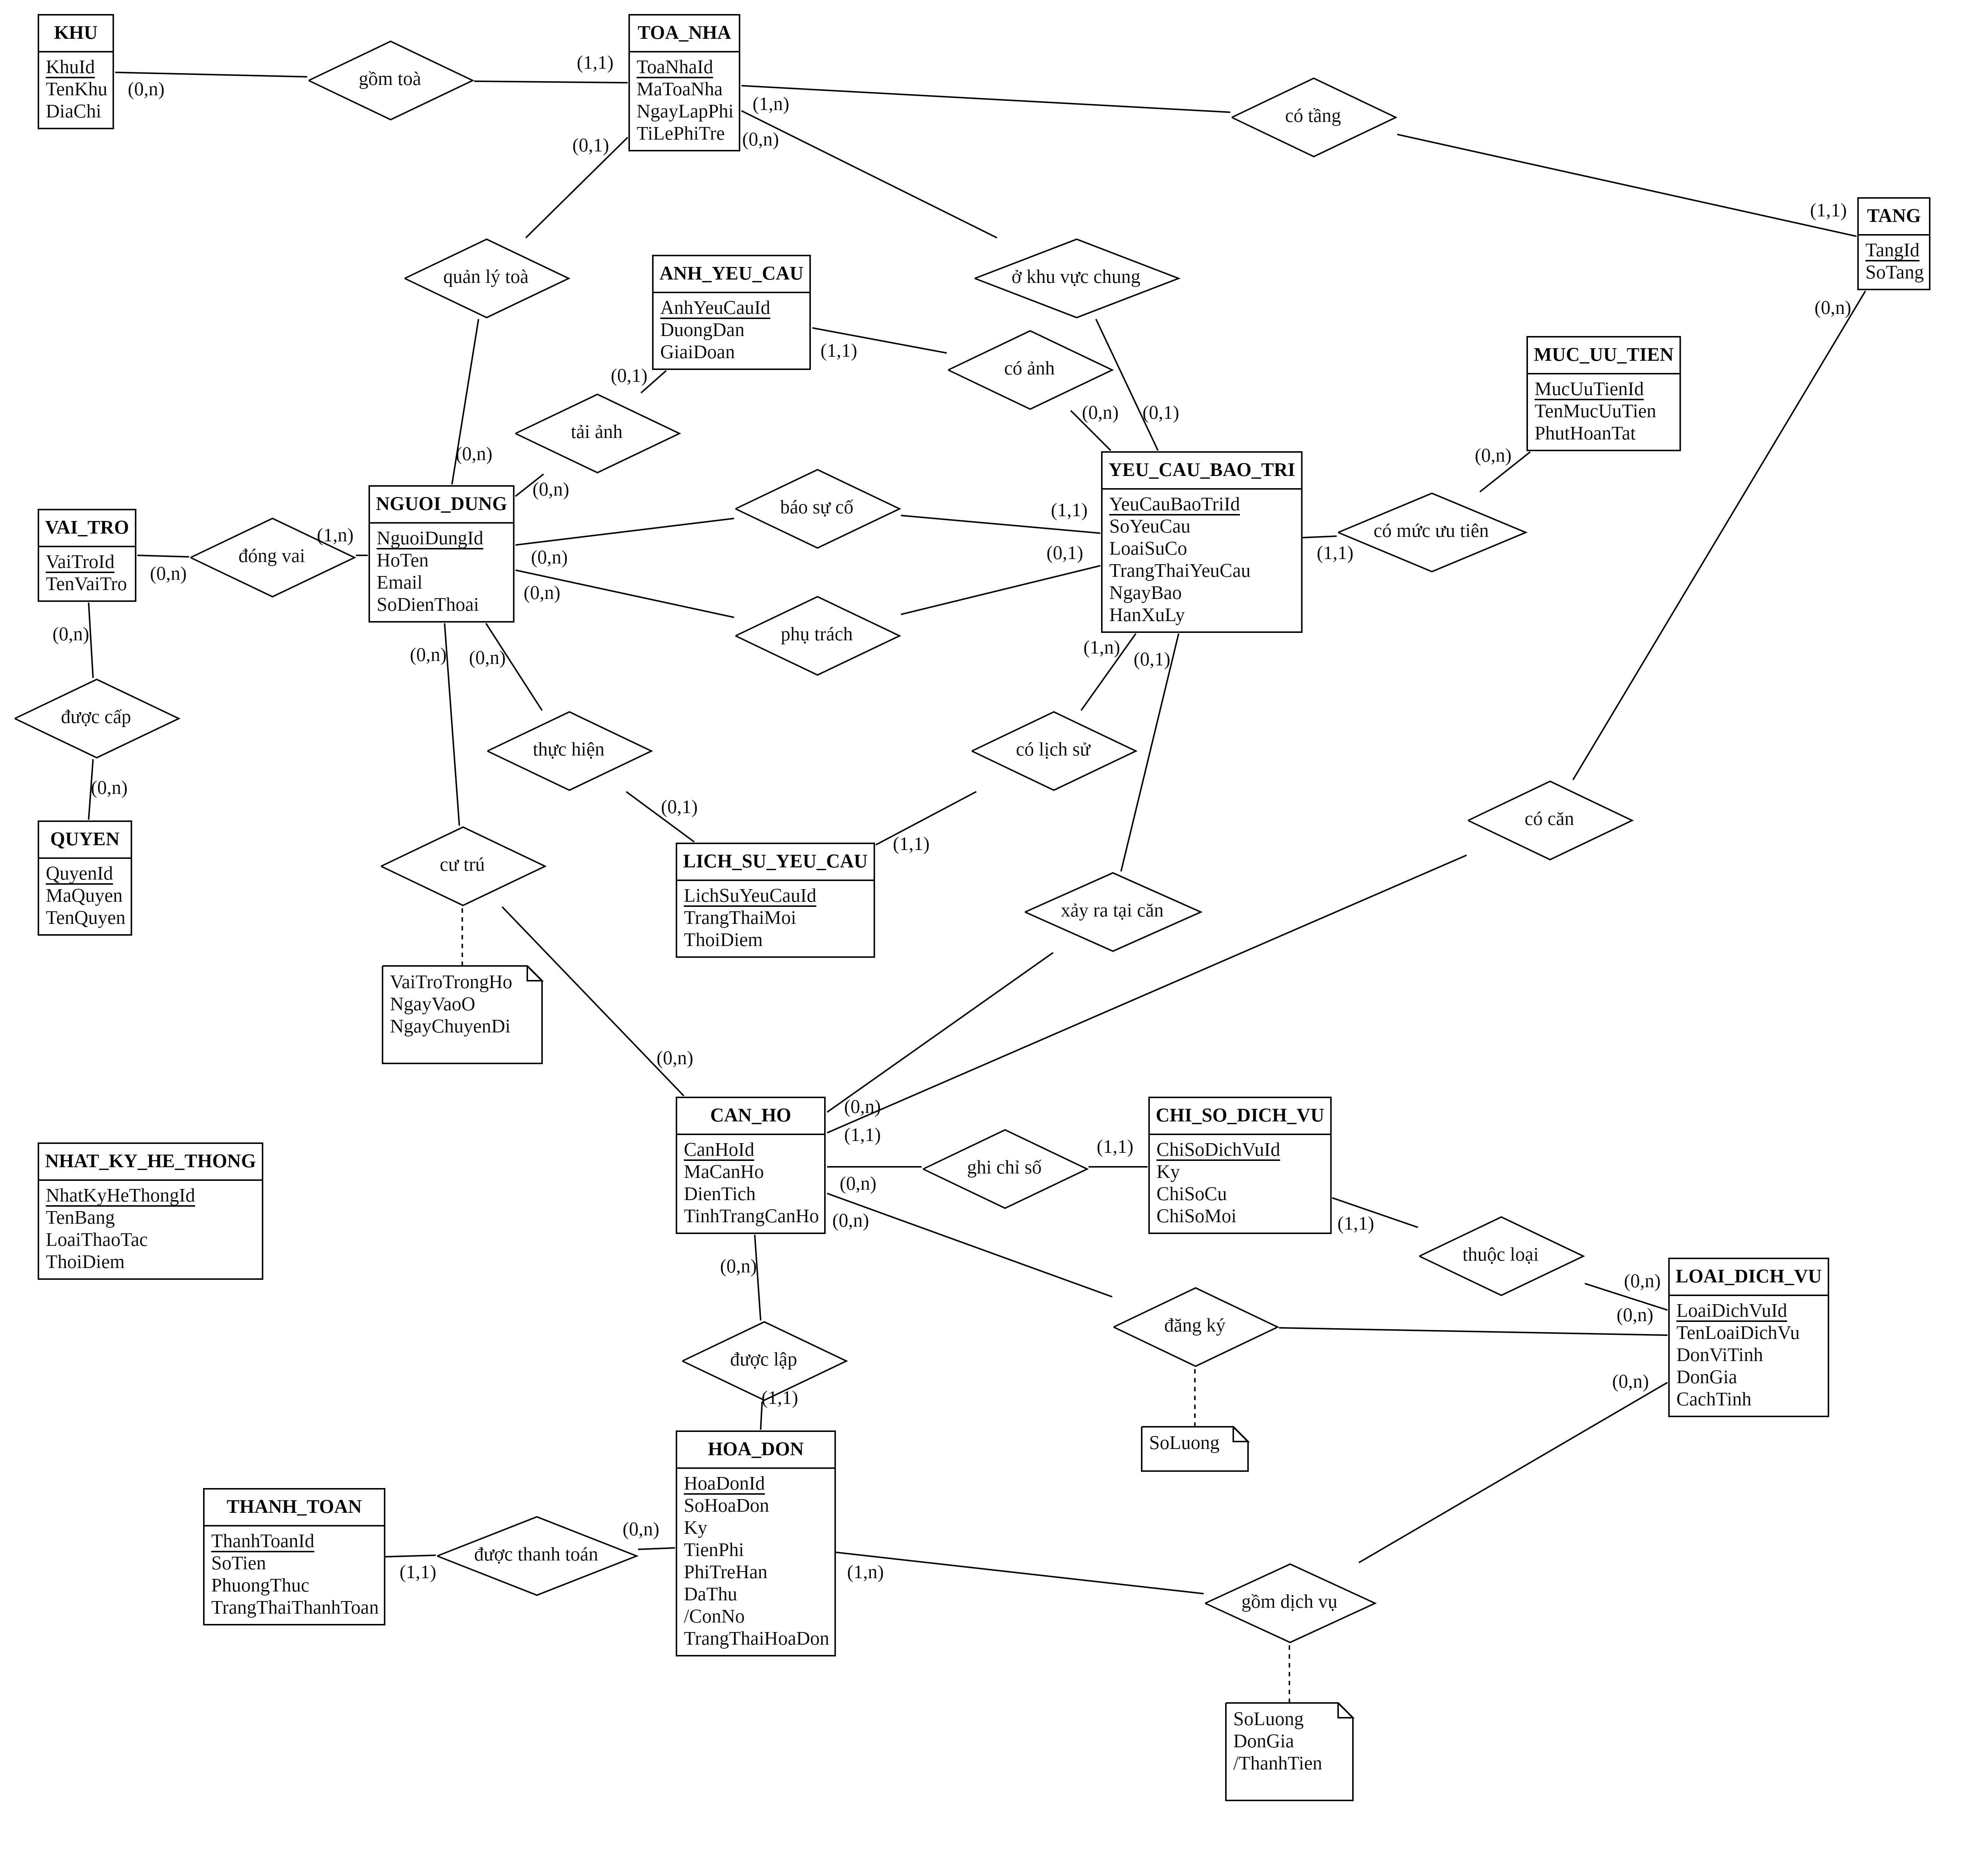 KHU
KhuId
TenKhu
DiaChi
(0,n)
gồm toà
(1,1)
TOA_NHA
ToaNhaId
MaToaNha
NgayLapPhi
TiLePhiTre
(1,n)
(0,n)
(0,1)
có tầng
(1,1)
TANG
TangId
SoTang
(0,n)
quản lý toà
(0,n)
ANH_YEU_CAU
AnhYeuCauId
DuongDan
GiaiDoan
(1,1)
(0,1)
ở khu vực chung
(0,1)
có ảnh
(0,n)
tải ảnh
(0,n)
MUC_UU_TIEN
MucUuTienId
TenMucUuTien
PhutHoanTat
(0,n)
có mức ưu tiên
(1,1)
VAI_TRO
VaiTroId
TenVaiTro
(0,n)
đóng vai
(1,n)
NGUOI_DUNG
NguoiDungId
HoTen
Email
SoDienThoai
(0,n)
báo sự cố
(1,1)
(0,n)
phụ trách
(0,1)
YEU_CAU_BAO_TRI
YeuCauBaoTriId
SoYeuCau
LoaiSuCo
TrangThaiYeuCau
NgayBao
HanXuLy
(1,n)
(0,1)
(0,n)
được cấp
(0,n)
QUYEN
QuyenId
MaQuyen
TenQuyen
(0,n)
(0,n)
thực hiện
(0,1)
có lịch sử
(1,1)
LICH_SU_YEU_CAU
LichSuYeuCauId
TrangThaiMoi
ThoiDiem
cư trú
VaiTroTrongHo
NgayVaoO
NgayChuyenDi
(0,n)
xảy ra tại căn
(0,n)
có căn
(1,1)
CAN_HO
CanHoId
MaCanHo
DienTich
TinhTrangCanHo
(0,n)
ghi chỉ số
(1,1)
CHI_SO_DICH_VU
ChiSoDichVuId
Ky
ChiSoCu
ChiSoMoi
(1,1)
thuộc loại
(0,n)
(0,n)
đăng ký
(0,n)
SoLuong
LOAI_DICH_VU
LoaiDichVuId
TenLoaiDichVu
DonViTinh
DonGia
CachTinh
(0,n)
NHAT_KY_HE_THONG
NhatKyHeThongId
TenBang
LoaiThaoTac
ThoiDiem
(0,n)
được lập
(1,1)
HOA_DON
HoaDonId
SoHoaDon
Ky
TienPhi
PhiTreHan
DaThu
/ConNo
TrangThaiHoaDon
THANH_TOAN
ThanhToanId
SoTien
PhuongThuc
TrangThaiThanhToan
(1,1)
được thanh toán
(0,n)
(1,n)
gồm dịch vụ
SoLuong
DonGia
/ThanhTien